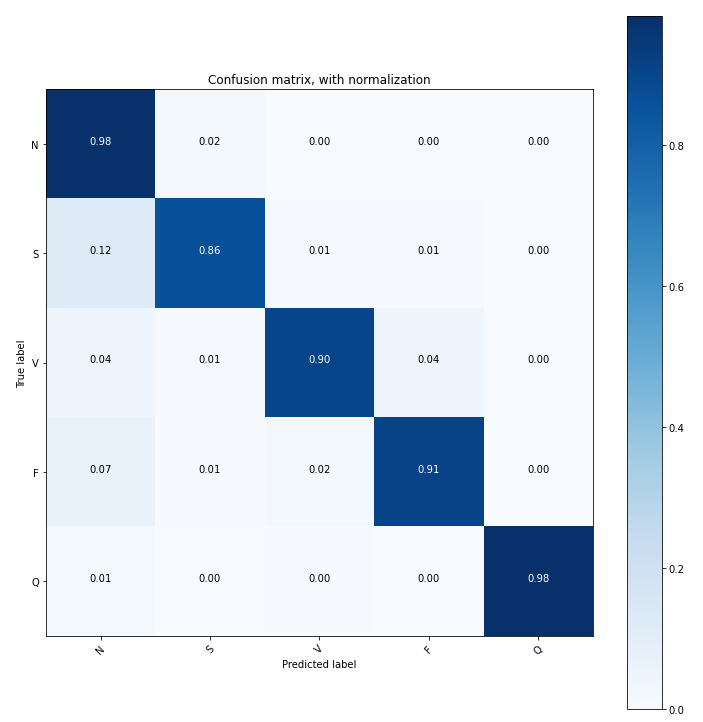 Confusion matrix, with normalization
N 0.98 0.02 0.00 0.00 0.00
S 0.12 0.86 0.01 0.01 0.00
V 0.04 0.01 0.90 0.04 0.00
F 0.07 0.01 0.02 0.91 0.00
Q 0.01 0.00 0.00 0.00 0.98
N S V F Q
True label
Predicted label
0.8
0.6
0.4
0.2
0.0